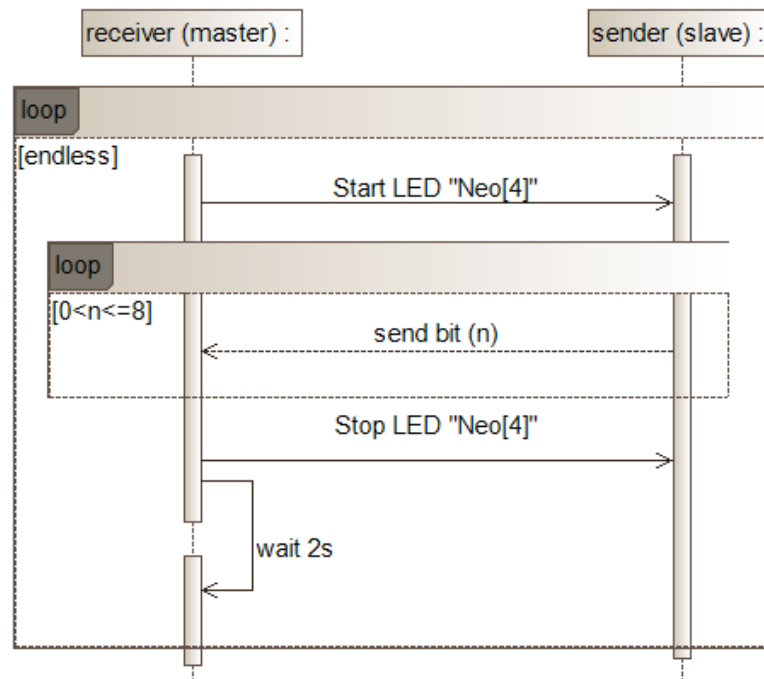 receiver (master) :
sender (slave) :
loop
[endless]
Start LED "Neo[4]"
loop
[0<n<=8]
send bit (n)
Stop LED "Neo[4]"
wait 2s